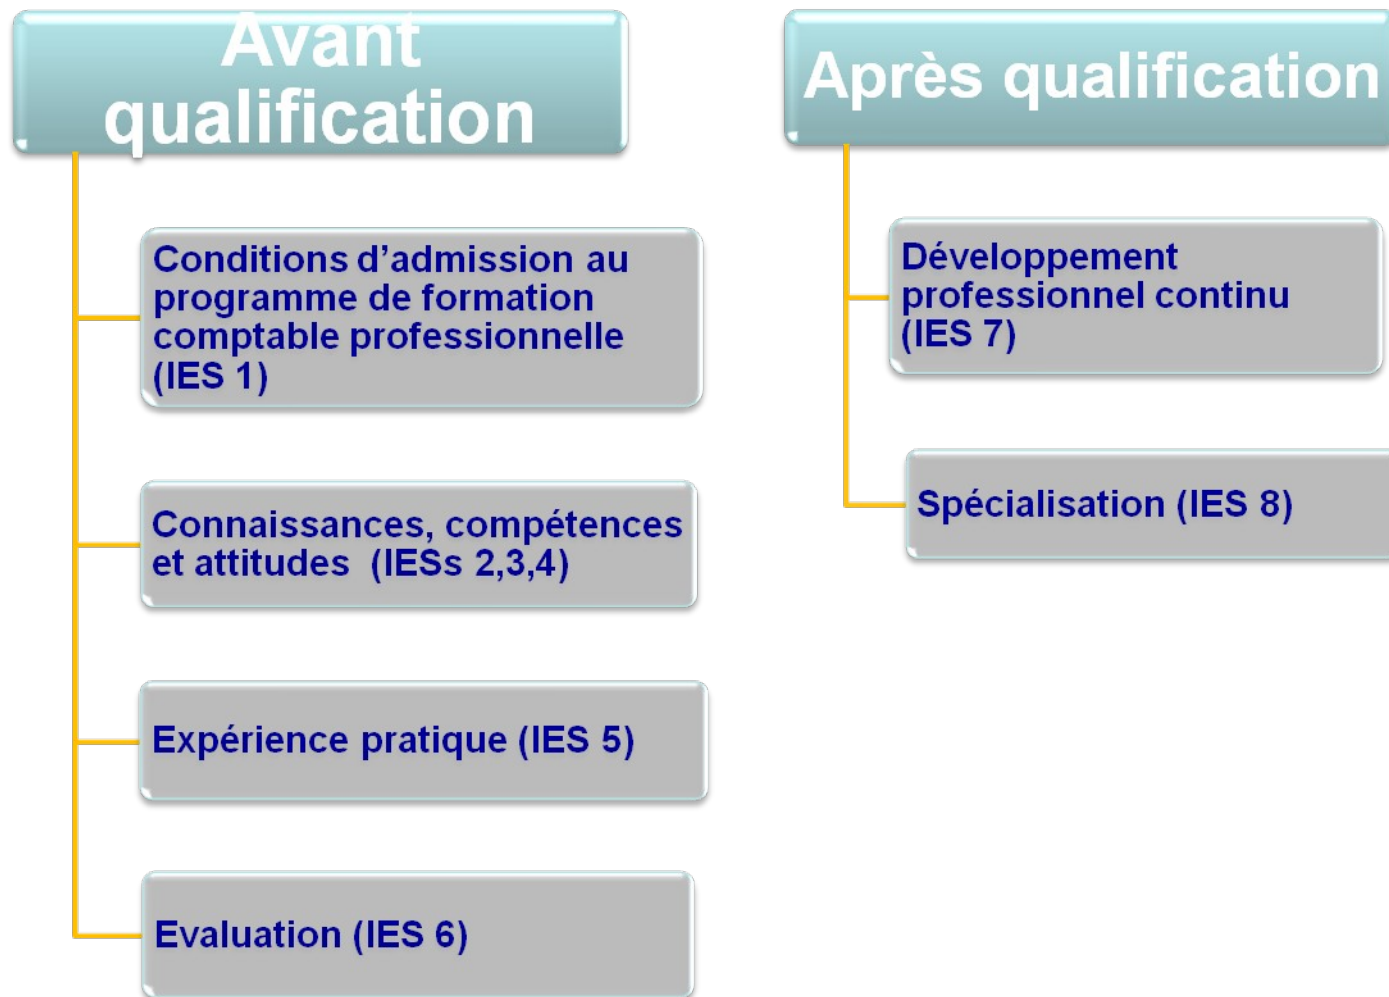 Avant
qualification
Conditions d’admission au
programme de formation
comptable professionnelle
(IES 1)
Connaissances, compétences
et attitudes  (IESs 2,3,4)
Expérience pratique (IES 5)
Evaluation (IES 6)
Après qualification
Développement
professionnel continu
(IES 7)
Spécialisation (IES 8)